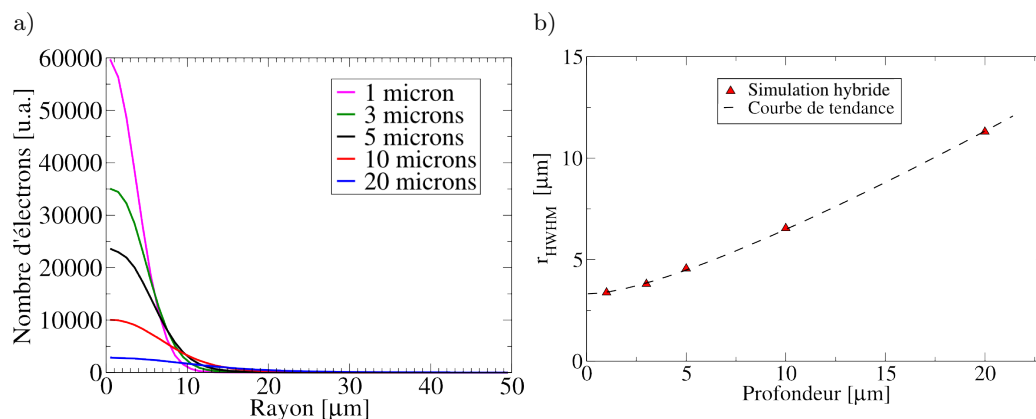 a)
60000
50000
40000
30000
20000
10000
0
Nombre d'électrons [u.a.]
1 micron
3 microns
5 microns
10 microns
20 microns
0 10 20 30 40 50
Rayon [μm]
b)
15
10
5
0
r_HWHM [μm]
Simulation hybride
Courbe de tendance
0 5 10 15 20
Profondeur [μm]